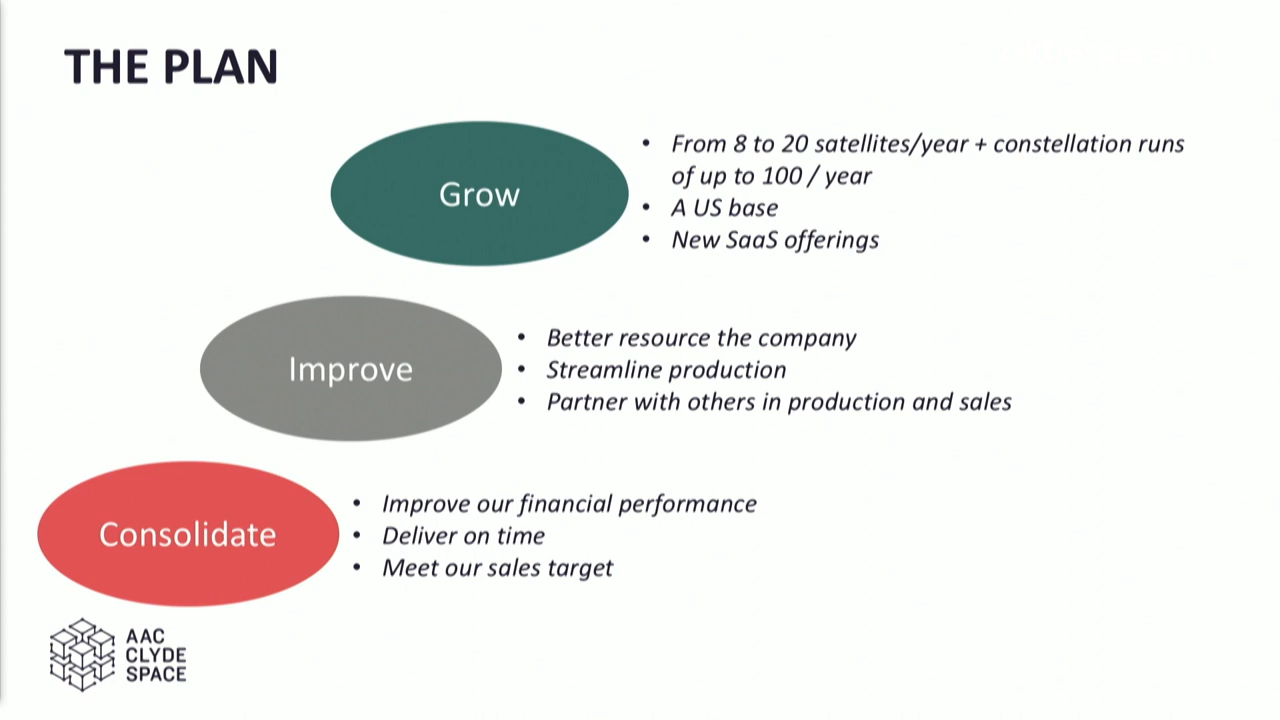 THE PLAN
Grow
• From 8 to 20 satellites/year + constellation runs
of up to 100 / year
• A US base
• New SaaS offerings
Improve
• Better resource the company
• Streamline production
• Partner with others in production and sales
Consolidate
• Improve our financial performance
• Deliver on time
• Meet our sales target
AAC
CLYDE
SPACE